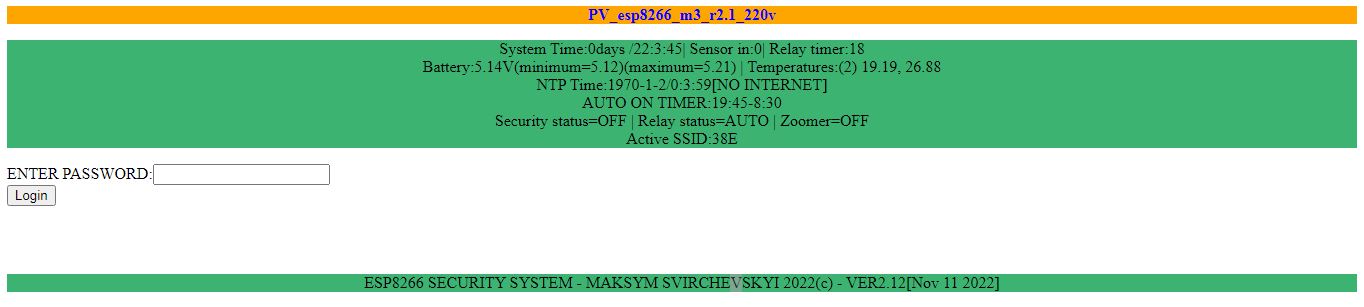 PV_esp8266_m3_r2.1_220v
System Time:0days /22:3:45| Sensor in:0| Relay timer:18
Battery:5.14V(minimum=5.12)(maximum=5.21) | Temperatures:(2) 19.19, 26.88
NTP Time:1970-1-2/0:3:59[NO INTERNET]
AUTO ON TIMER:19:45-8:30
Security status=OFF | Relay status=AUTO | Zoomer=OFF
Active SSID:38E
ENTER PASSWORD:
Login
ESP8266 SECURITY SYSTEM - MAKSYM SVIRCHEVSKYI 2022(c) - VER2.12[Nov 11 2022]